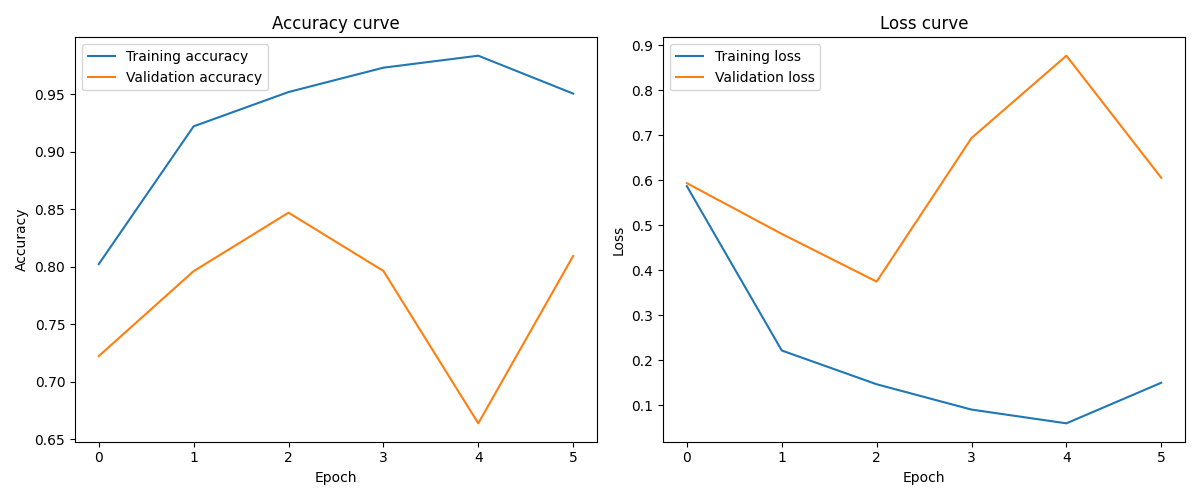 Accuracy curve
Training accuracy
Validation accuracy
0.95
0.90
0.85
0.80
0.75
0.70
0.65
Accuracy
0 1 2 3 4 5
Epoch
Loss curve
Training loss
Validation loss
0.9
0.8
0.7
0.6
0.5
0.4
0.3
0.2
0.1
Loss
0 1 2 3 4 5
Epoch